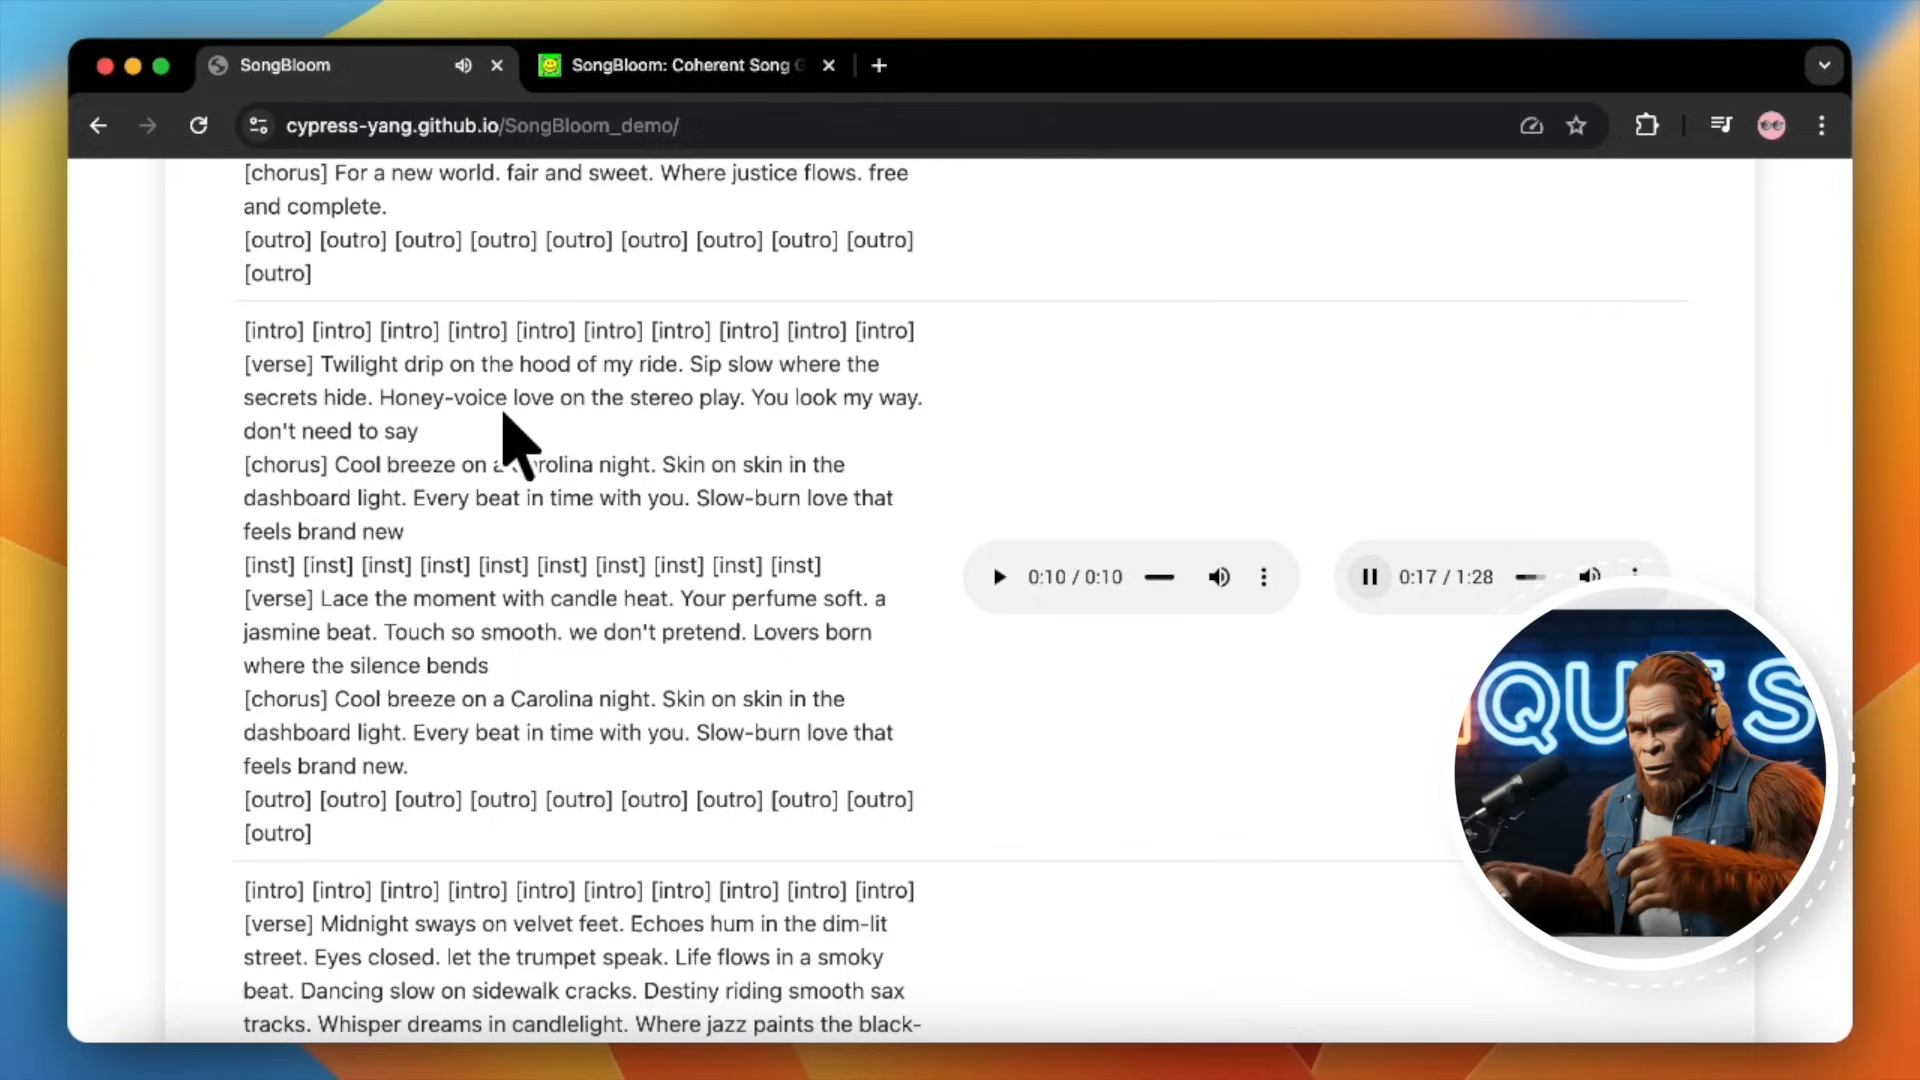 SongBloom
SongBloom: Coherent Song G
cypress-yang.github.io/SongBloom_demo/
[chorus] For a new world. fair and sweet. Where justice flows. free
and complete.
[outro] [outro] [outro] [outro] [outro] [outro] [outro] [outro] [outro]
[outro]
[intro] [intro] [intro] [intro] [intro] [intro] [intro] [intro] [intro] [intro]
[verse] Twilight drip on the hood of my ride. Sip slow where the
secrets hide. Honey-voice love on the stereo play. You look my way.
don't need to say
[chorus] Cool breeze on a Carolina night. Skin on skin in the
dashboard light. Every beat in time with you. Slow-burn love that
feels brand new
[inst] [inst] [inst] [inst] [inst] [inst] [inst] [inst] [inst] [inst]
[verse] Lace the moment with candle heat. Your perfume soft. a
jasmine beat. Touch so smooth. we don't pretend. Lovers born
where the silence bends
[chorus] Cool breeze on a Carolina night. Skin on skin in the
dashboard light. Every beat in time with you. Slow-burn love that
feels brand new.
[outro] [outro] [outro] [outro] [outro] [outro] [outro] [outro] [outro]
[outro]
0:10 / 0:10
0:17 / 1:28
QUES
[intro] [intro] [intro] [intro] [intro] [intro] [intro] [intro] [intro] [intro]
[verse] Midnight sways on velvet feet. Echoes hum in the dim-lit
street. Eyes closed. let the trumpet speak. Life flows in a smoky
beat. Dancing slow on sidewalk cracks. Destiny riding smooth sax
tracks. Whisper dreams in candlelight. Where jazz paints the black-